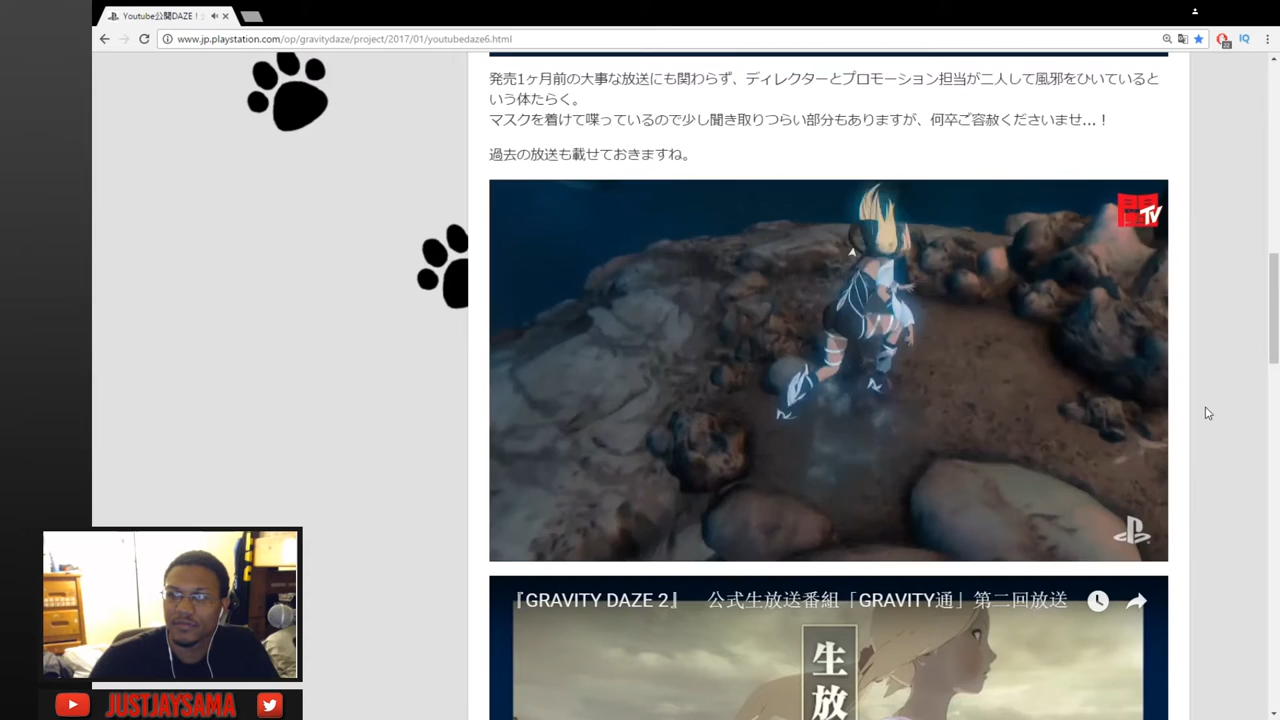 Youtube公開DAZE！
www.jp.playstation.com/op/gravitydaze/project/2017/01/youtubedaze6.html
22
IQ
発売1ヶ月前の大事な放送にも関わらず、ディレクターとプロモーション担当が二人して風邪をひいていると
いう体たらく。
マスクを着けて喋っているので少し聞き取りつらい部分もありますが、何卒ご容赦くださいませ...！
過去の放送も載せておきますね。
TV
『GRAVITY DAZE 2』 公式生放送番組「GRAVITY通」第二回放送
生
放
JUSTJAYSAMA